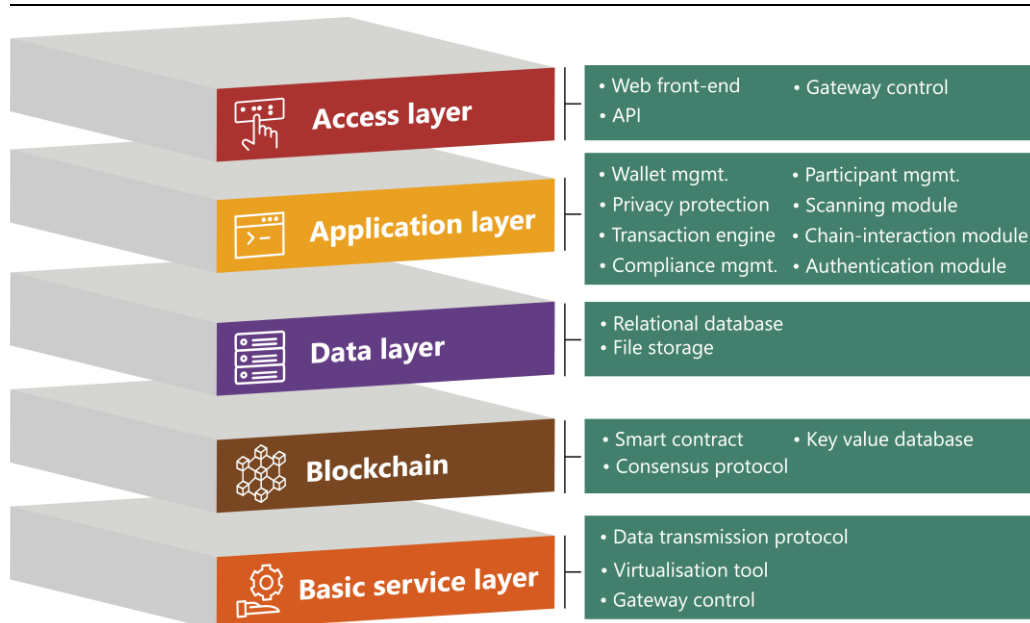 Access layer
• Web front-end • Gateway control
• API
Application layer
• Wallet mgmt. • Participant mgmt.
• Privacy protection • Scanning module
• Transaction engine • Chain-interaction module
• Compliance mgmt. • Authentication module
Data layer
• Relational database
• File storage
Blockchain
• Smart contract • Key value database
• Consensus protocol
Basic service layer
• Data transmission protocol
• Virtualisation tool
• Gateway control